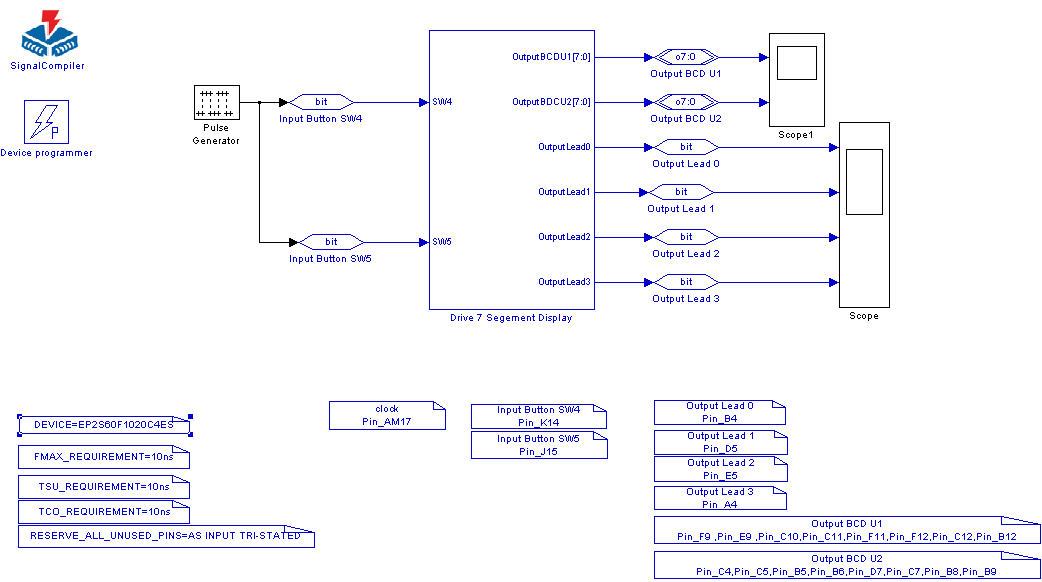 SignalCompiler
Device programmer
Pulse
Generator
bit
Input Button SW4
bit
Input Button SW5
SW4
SW5
OutputBCDU1[7:0]
OutputBDCU2[7:0]
OutputLead0
OutputLead1
OutputLead2
OutputLead3
Drive 7 Segement Display
o7:0
Output BCD U1
o7:0
Output BCD U2
bit
Output Lead 0
bit
Output Lead 1
bit
Output Lead 2
bit
Output Lead 3
Scope1
Scope
DEVICE=EP2S60F1020C4ES
FMAX_REQUIREMENT=10ns
TSU_REQUIREMENT=10ns
TCO_REQUIREMENT=10ns
RESERVE_ALL_UNUSED_PINS=AS INPUT TRI-STATED
clock
Pin_AM17
Input Button SW4
Pin_K14
Input Button SW5
Pin_J15
Output Lead 0
Pin_B4
Output Lead 1
Pin_D5
Output Lead 2
Pin_E5
Output Lead 3
Pin_A4
Output BCD U1
Pin_F9 ,Pin_E9 ,Pin_C10,Pin_C11,Pin_F11,Pin_F12,Pin_C12,Pin_B12
Output BCD U2
Pin_C4,Pin_C5,Pin_B5,Pin_B6,Pin_D7,Pin_C7,Pin_B8,Pin_B9